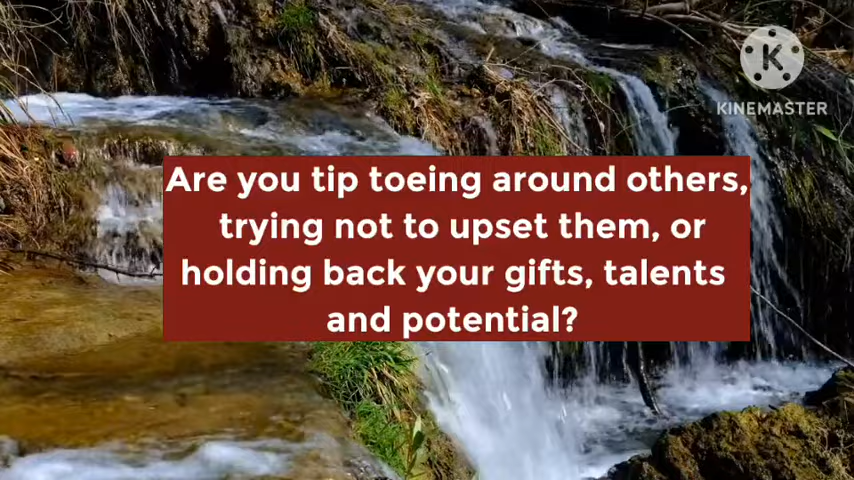 K
KINEMASTER
Are you tip toeing around others,
trying not to upset them, or
holding back your gifts, talents
and potential?